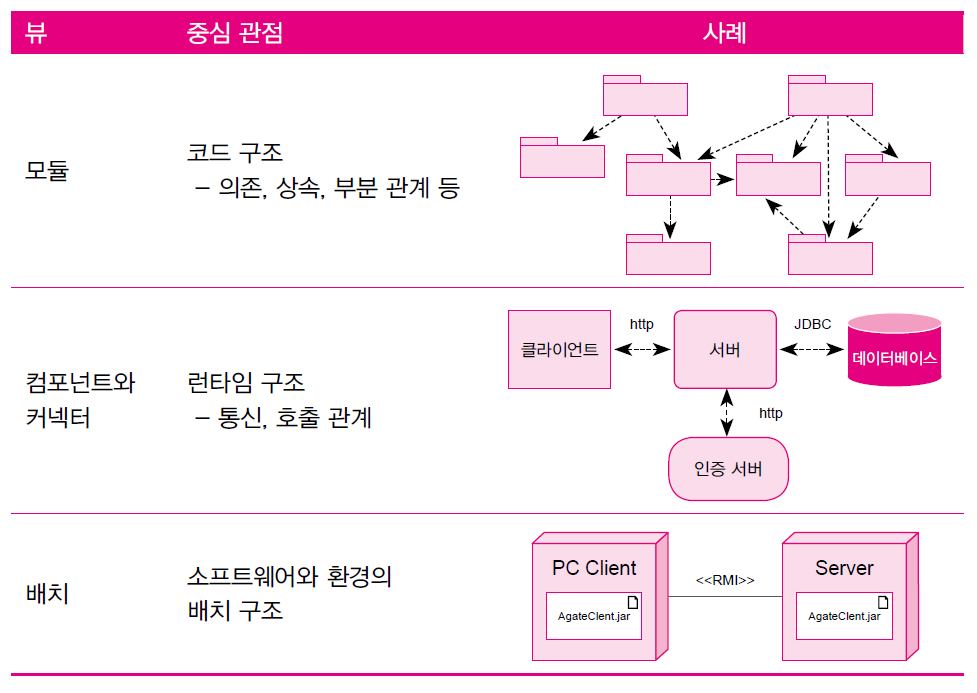 뷰 중심 관점 사례
모듈
코드 구조
– 의존, 상속, 부분 관계 등
컴포넌트와
커넥터
런타임 구조
– 통신, 호출 관계
클라이언트
http
서버
JDBC
데이터베이스
http
인증 서버
배치
소프트웨어와 환경의
배치 구조
PC Client
AgateClent.jar
<<RMI>>
Server
AgateClent.jar